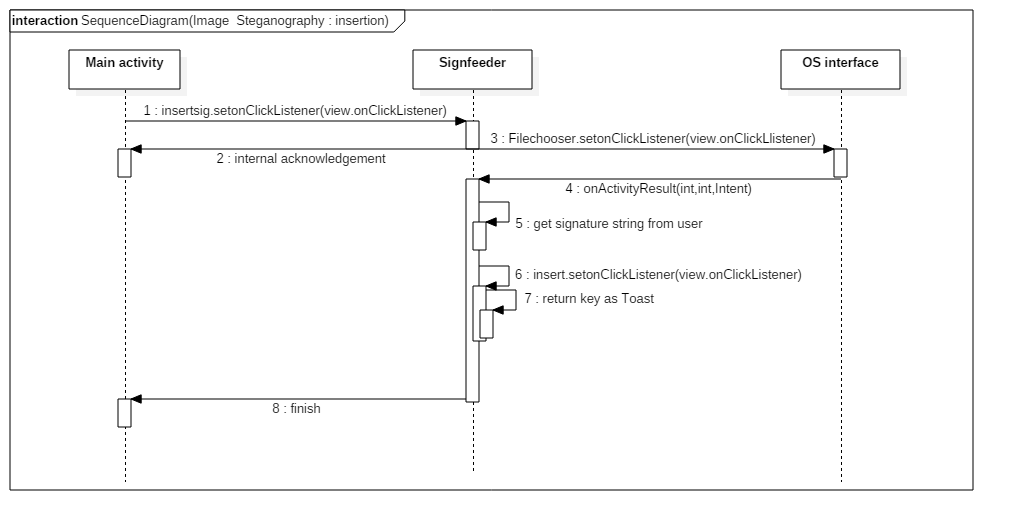 interaction SequenceDiagram(Image Steganography : insertion)
Main activity
Signfeeder
OS interface
1 : insertsig.setonClickListener(view.onClickListener)
3 : Filechooser.setonClickListener(view.onClickLlistener)
2 : internal acknowledgement
4 : onActivityResult(int,int,Intent)
5 : get signature string from user
6 : insert.setonClickListener(view.onClickListener)
7 : return key as Toast
8 : finish